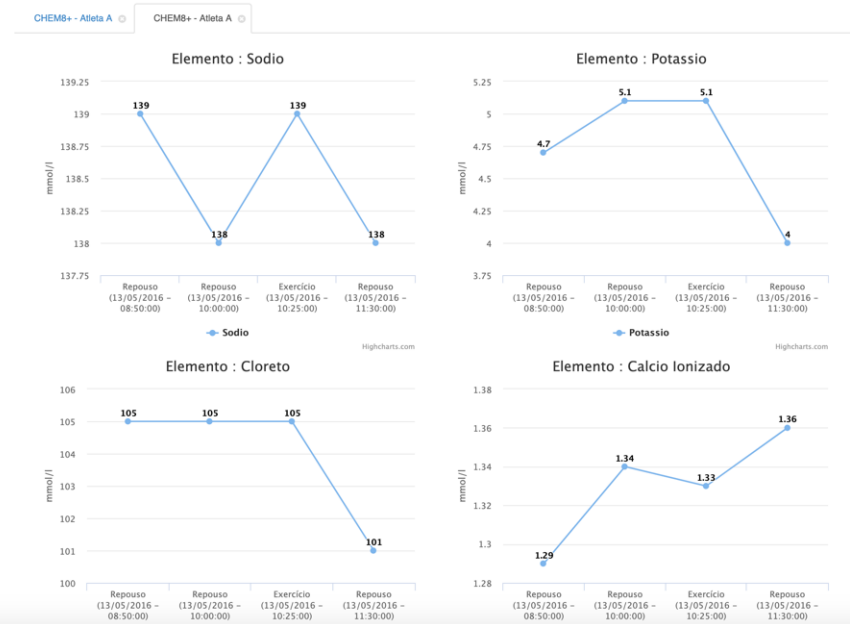 CHEM8+ - Atleta A
CHEM8+ - Atleta A
Elemento : Sodio
139.25
139
138.75
138.5
138.25
138
137.75
mmol/l
139
138
139
138
Repouso
(13/05/2016 –
08:50:00)
Repouso
(13/05/2016 –
10:00:00)
Exercício
(13/05/2016 –
10:25:00)
Repouso
(13/05/2016 –
11:30:00)
Sodio
Highcharts.com
Elemento : Potassio
5.25
5
4.75
4.5
4.25
4
3.75
mmol/l
4.7
5.1
5.1
4
Repouso
(13/05/2016 –
08:50:00)
Repouso
(13/05/2016 –
10:00:00)
Exercício
(13/05/2016 –
10:25:00)
Repouso
(13/05/2016 –
11:30:00)
Potassio
Highcharts.com
Elemento : Cloreto
106
105
104
103
102
101
100
mmol/l
105
105
105
101
Repouso
(13/05/2016 –
08:50:00)
Repouso
(13/05/2016 –
10:00:00)
Exercício
(13/05/2016 –
10:25:00)
Repouso
(13/05/2016 –
11:30:00)
Elemento : Calcio Ionizado
1.38
1.36
1.34
1.32
1.3
1.28
mmol/l
1.29
1.34
1.33
1.36
Repouso
(13/05/2016 –
08:50:00)
Repouso
(13/05/2016 –
10:00:00)
Exercício
(13/05/2016 –
10:25:00)
Repouso
(13/05/2016 –
11:30:00)